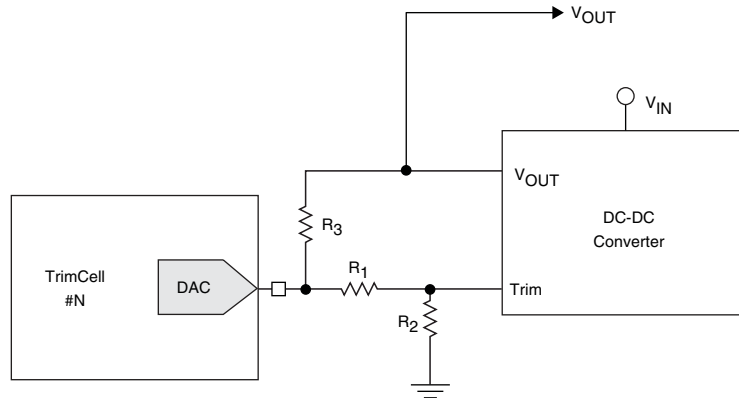 VOUT
VIN
VOUT
DC-DC
Converter
R3
TrimCell
#N
DAC
R1
Trim
R2